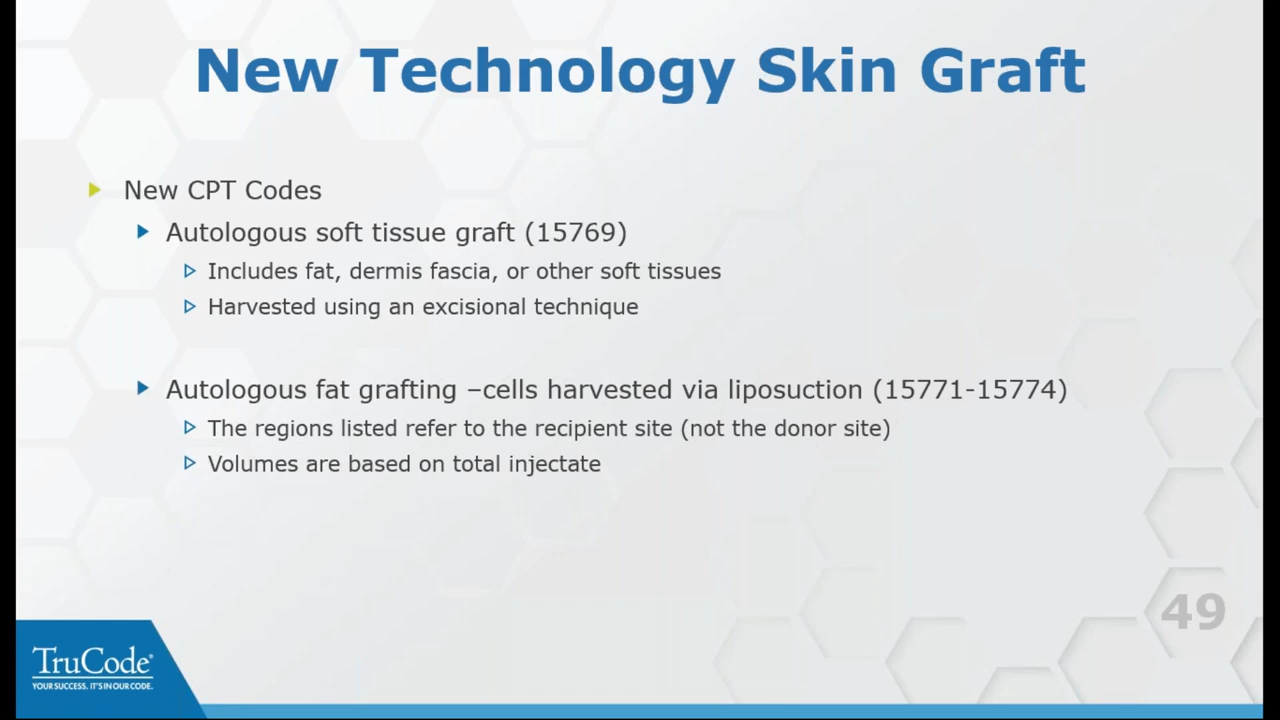 New Technology Skin Graft
New CPT Codes
Autologous soft tissue graft (15769)
Includes fat, dermis fascia, or other soft tissues
Harvested using an excisional technique
Autologous fat grafting –cells harvested via liposuction (15771-15774)
The regions listed refer to the recipient site (not the donor site)
Volumes are based on total injectate
49
TruCode®
YOUR SUCCESS. IT'S IN OUR CODE.